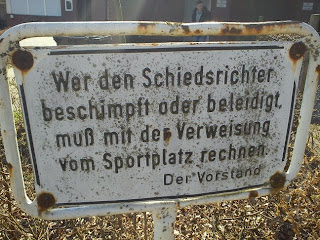 Wer den Schiedsrichter
beschimpft oder beleidigt,
muß mit der Verweisung
vom Sportplatz rechnen.
Der Vorstand